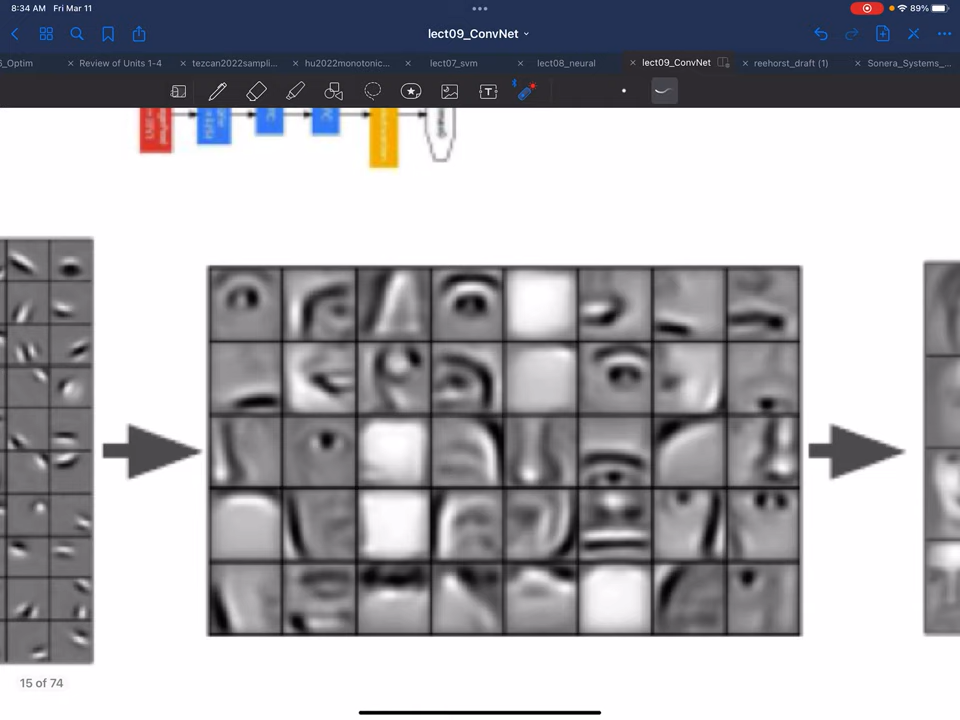 8:34 AM Fri Mar 11
89%
lect09_ConvNet
_Optim
Review of Units 1-4
tezcan2022sampli...
hu2022monotonic...
lect07_svm
lect08_neural
lect09_ConvNet
reehorst_draft (1)
Sonera_Systems_...
T
15 of 74